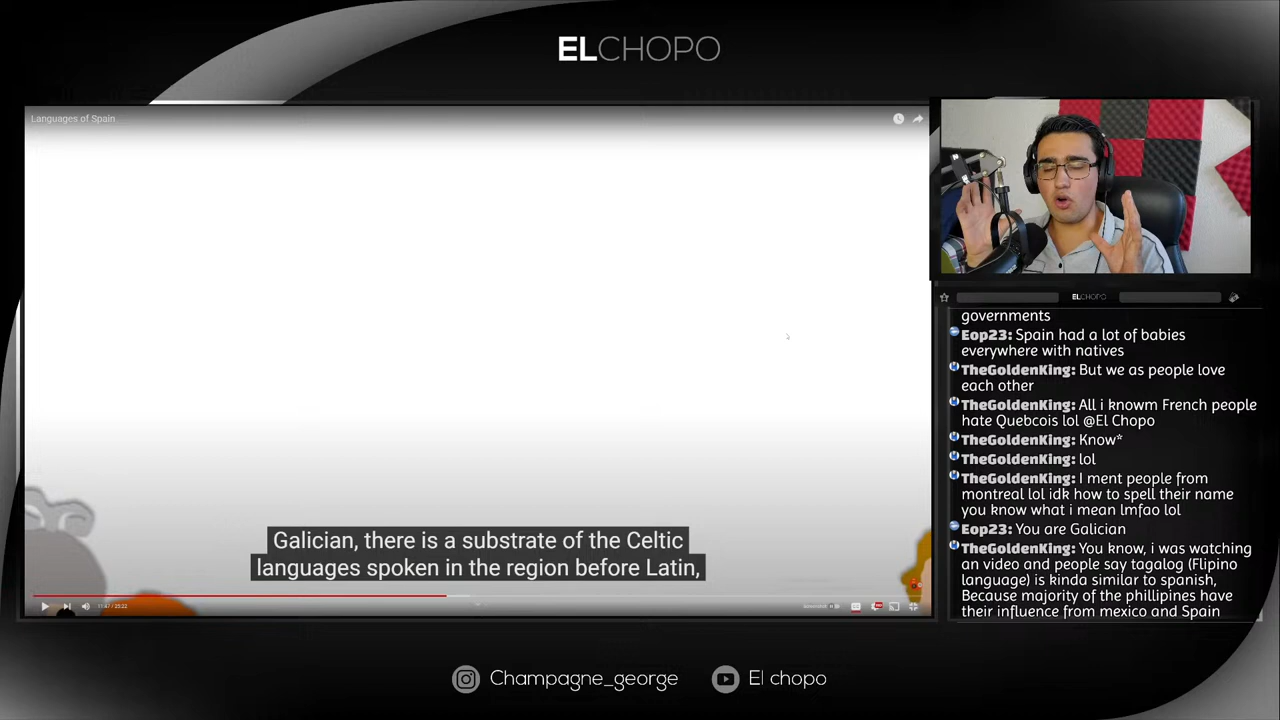 ELCHOPO
Languages of Spain
Galician, there is a substrate of the Celtic
languages spoken in the region before Latin,
11:47 / 25:22
ELCHOPO
governments
Eop23: Spain had a lot of babies
everywhere with natives
TheGoldenKing: But we as people love
each other
TheGoldenKing: All i knowm French people
hate Quebcois lol @El Chopo
TheGoldenKing: Know*
TheGoldenKing: lol
TheGoldenKing: I ment people from
montreal lol idk how to spell their name
you know what i mean lmfao lol
Eop23: You are Galician
TheGoldenKing: You know, i was watching
an video and people say tagalog (Flipino
language) is kinda similar to spanish,
Because majority of the phillipines have
their influence from mexico and Spain
Champagne_george
El chopo